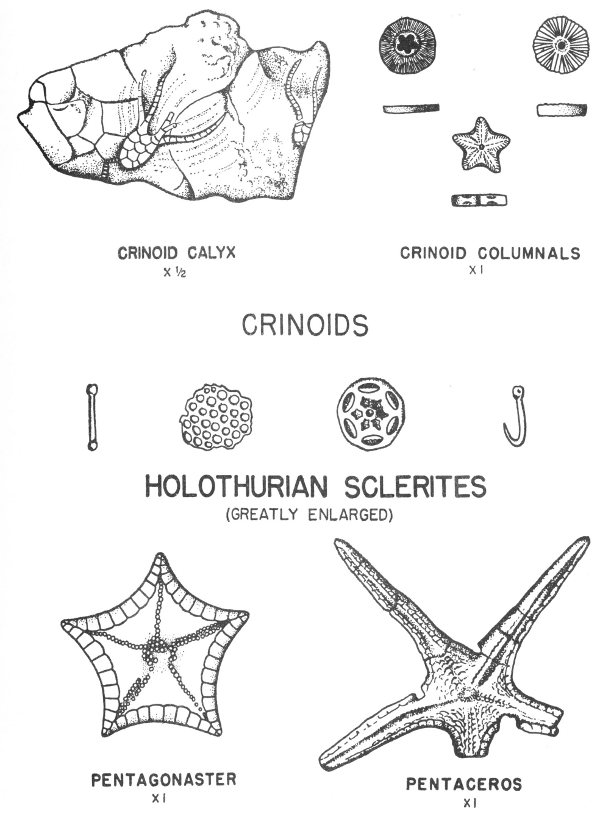 CRINOID CALYX
X ½
CRINOID COLUMNALS
X I
CRINOIDS
HOLOTHURIAN SCLERITES
(GREATLY ENLARGED)
PENTAGONASTER
X I
PENTACEROS
X I